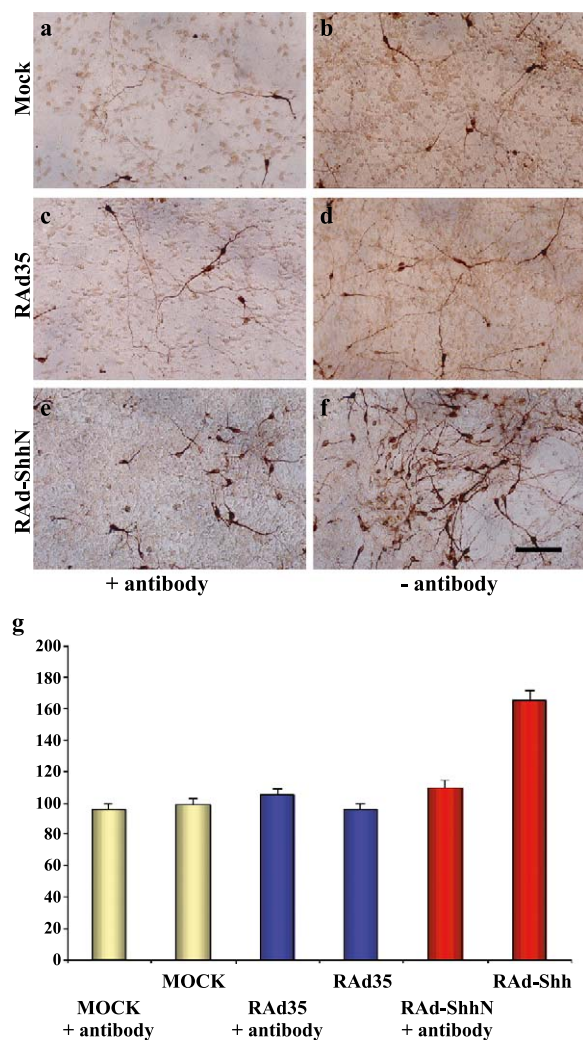 a
b
Mock
c
d
RAd35
e
f
RAd-ShhN
+ antibody
- antibody
g
200
180
160
140
120
100
80
60
40
20
0
MOCK
RAd35
RAd-Shh
MOCK
+ antibody
RAd35
+ antibody
RAd-ShhN
+ antibody